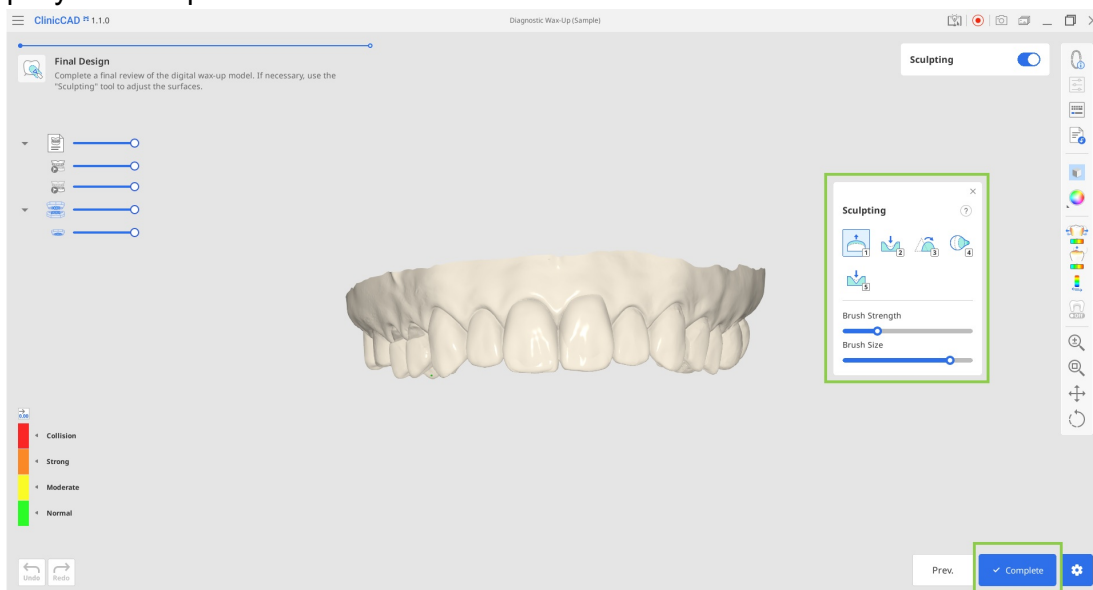 ClinicCAD 1.1.0
Diagnostic Wax-Up (Sample)
Final Design
Complete a final review of the digital wax-up model. If necessary, use the
"Sculpting" tool to adjust the surfaces.
Sculpting
Sculpting
?
1
2
3
4
5
Brush Strength
Brush Size
0.00
Collision
Strong
Moderate
Normal
Undo
Redo
Prev.
Complete